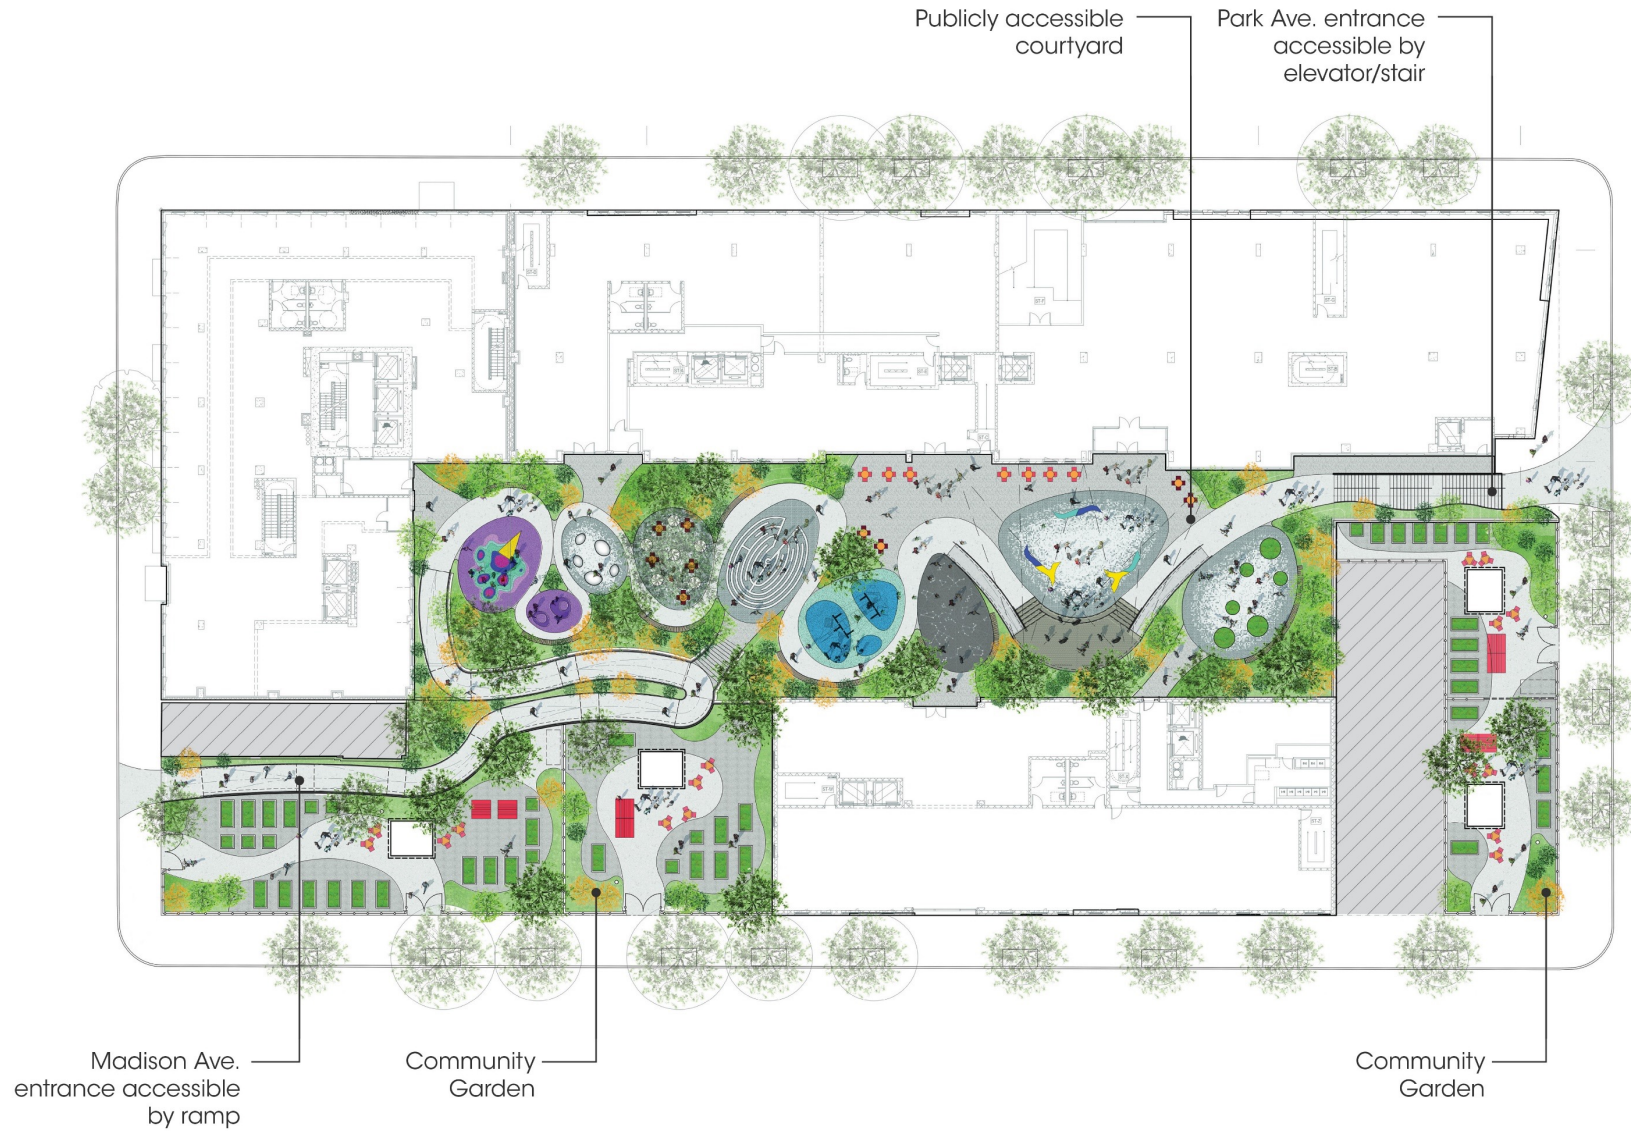 Publicly accessible
courtyard
Park Ave. entrance
accessible by
elevator/stair
Madison Ave.
entrance accessible
by ramp
Community
Garden
Community
Garden